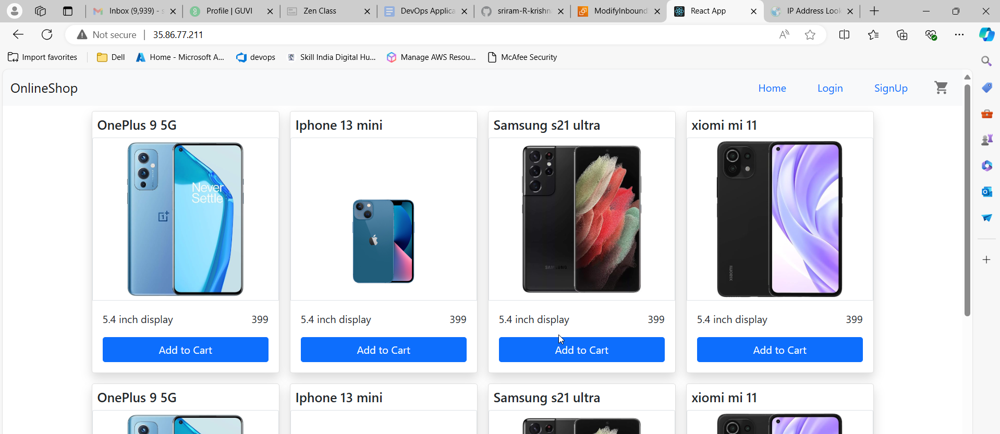 Inbox (9,939) - s
Profile | GUVI
Zen Class
DevOps Applica
sriram-R-krishn
ModifyInbound
React App
IP Address Look
Not secure
35.86.77.211
Import favorites
Dell
Home - Microsoft A...
devops
Skill India Digital Hu...
Manage AWS Resou...
McAfee Security
OnlineShop
Home
Login
SignUp
OnePlus 9 5G
Iphone 13 mini
Samsung s21 ultra
xiomi mi 11
Never
Settle
SAMSUNG
XIAOMI
5.4 inch display 399
5.4 inch display 399
5.4 inch display 399
5.4 inch display 399
Add to Cart
Add to Cart
Add to Cart
Add to Cart
OnePlus 9 5G
Iphone 13 mini
Samsung s21 ultra
xiomi mi 11